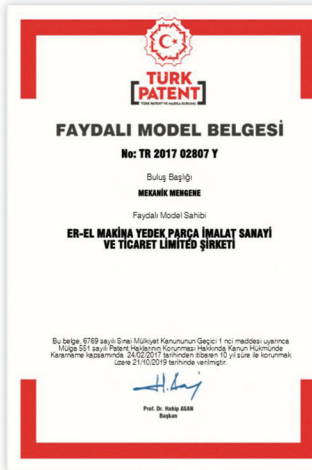 TÜRK
PATENT
TÜRK PATENT VE MARKA KURUMU
FAYDALI MODEL BELGESİ
No: TR 2017 02807 Y
Buluş Başlığı
MEKANİK MENGENE
Faydalı Model Sahibi
ER-EL MAKİNA YEDEK PARÇA İMALAT SANAYİ
VE TİCARET LİMİTED ŞİRKETİ
Bu belge, 6769 sayılı Sınai Mülkiyet Kanununun Geçici 1 nci maddesi uyarınca
Mülga 551 sayılı Patent Haklarının Korunması Hakkında Kanun Hükmünde
Kararname kapsamında 24/02/2017 tarihinden itibaren 10 yıl süre ile korunmak
üzere 21/10/2019 tarihinde verilmiştir.
Prof. Dr. Habip ASAN
Başkan